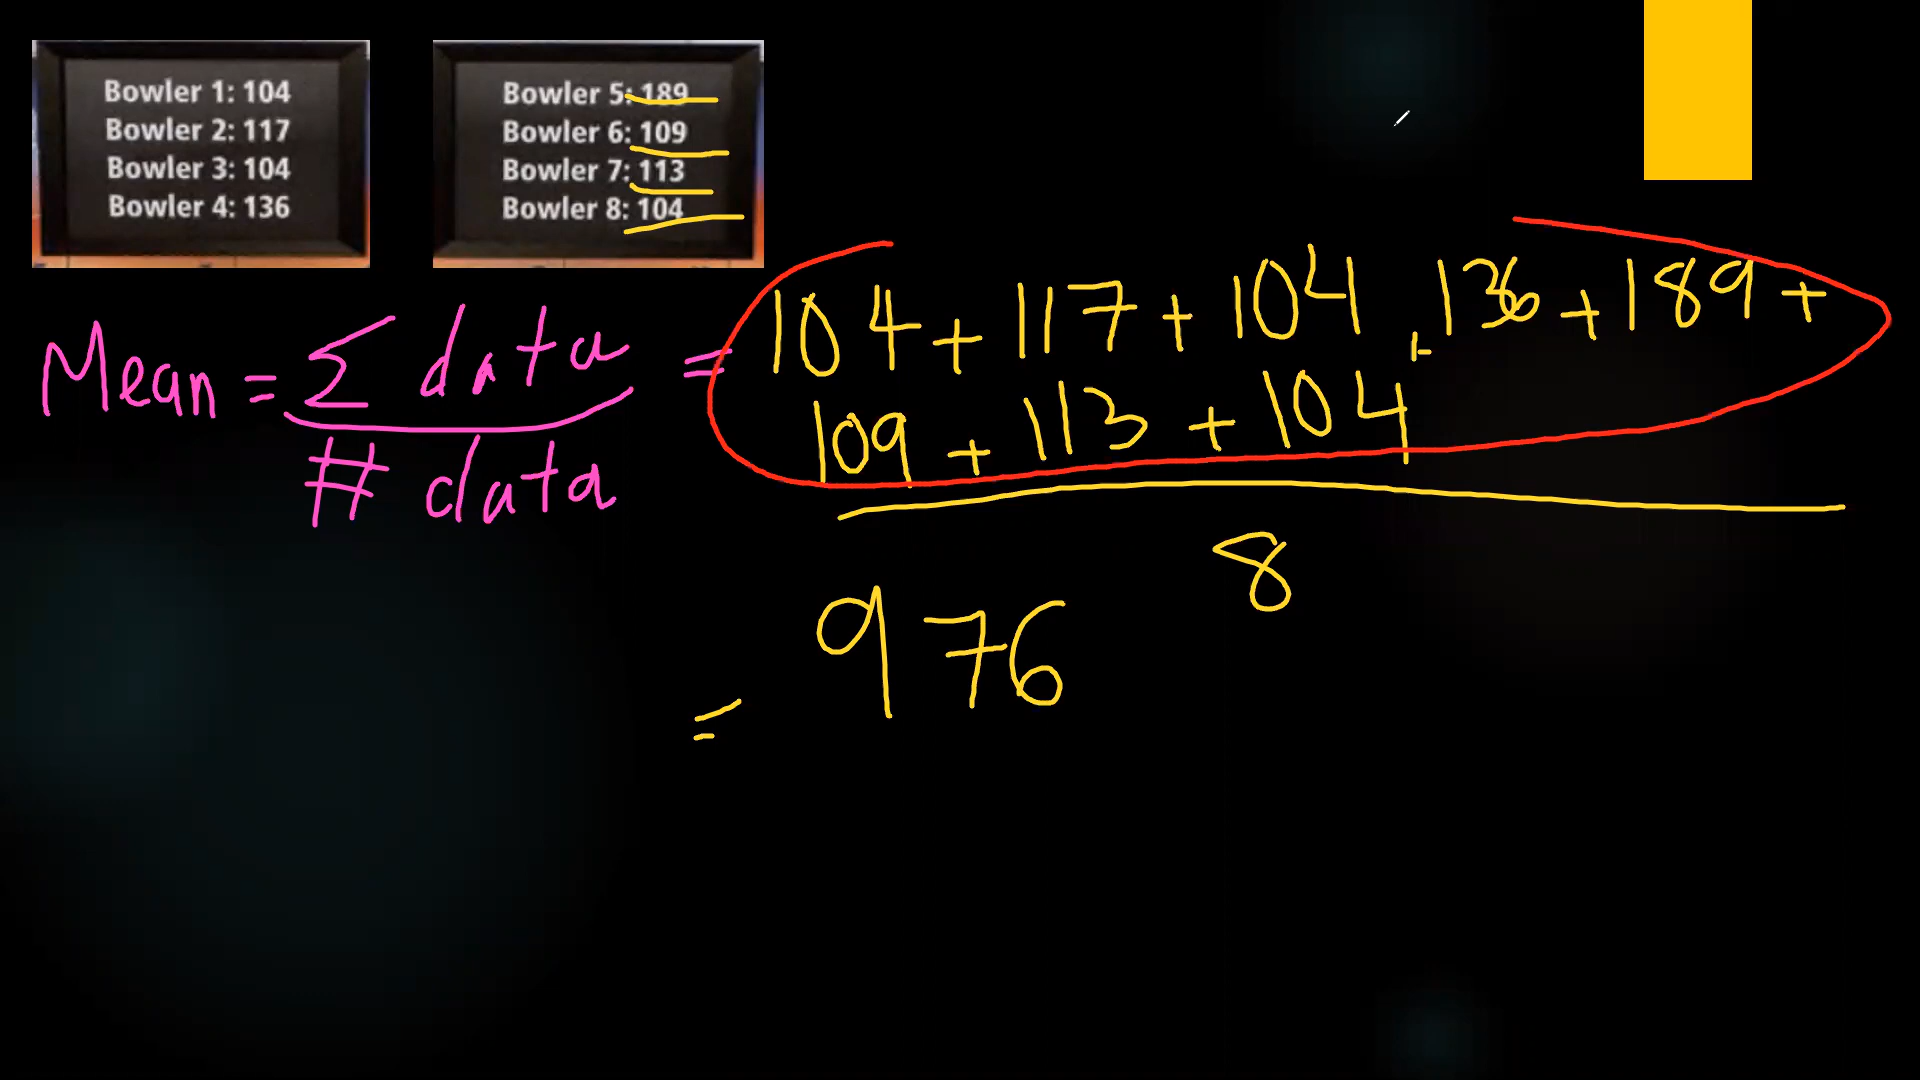 Bowler 1: 104
Bowler 2: 117
Bowler 3: 104
Bowler 4: 136
Bowler 5: 189
Bowler 6: 109
Bowler 7: 113
Bowler 8: 104
Mean = Σ data / # data =
104 + 117 + 104 + 136 + 189 +
109 + 113 + 104
8
= 976